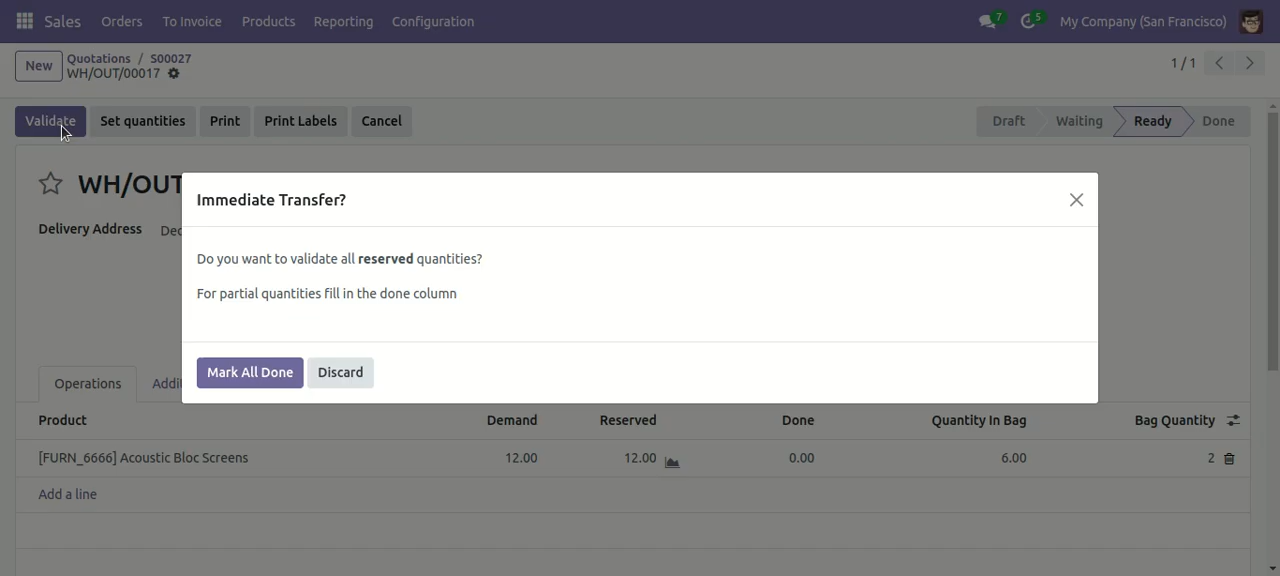 Sales Orders To Invoice Products Reporting Configuration 7 5 My Company (San Francisco)
New Quotations / S00027 1 / 1
WH/OUT/00017
Validate Set quantities Print Print Labels Cancel Draft Waiting Ready Done
WH/OUT
Immediate Transfer?
Delivery Address
Do you want to validate all reserved quantities?
For partial quantities fill in the done column
Mark All Done Discard
Operations
Product Demand Reserved Done Quantity In Bag Bag Quantity
[FURN_6666] Acoustic Bloc Screens 12.00 12.00 0.00 6.00 2
Add a line